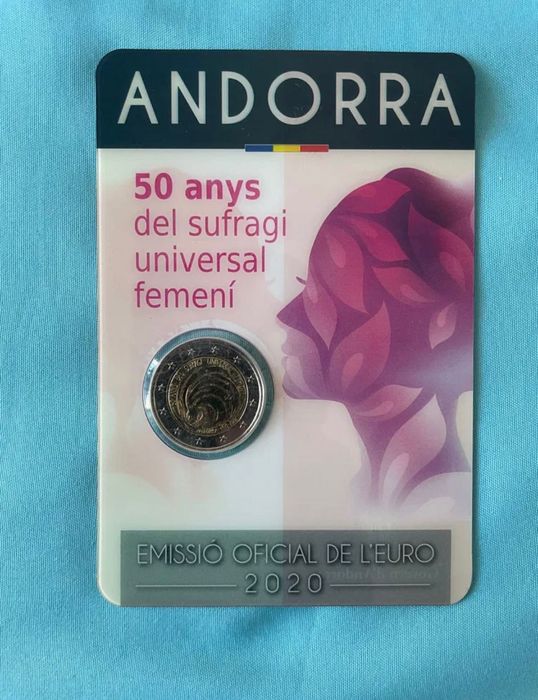 ANDORRA
50 anys
del sufragi
universal
femení
EMISSIÓ OFICIAL DE L'EURO
2020